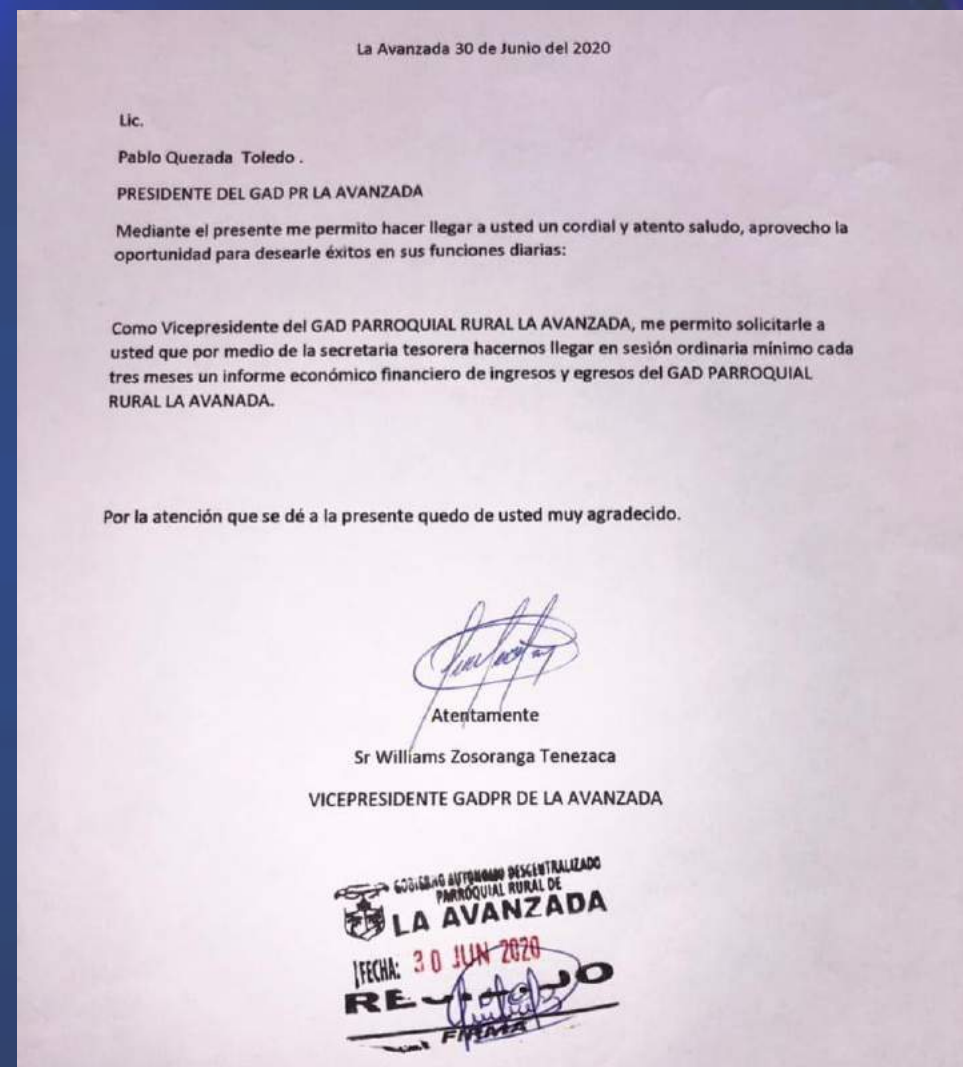 La Avanzada 30 de Junio del 2020
Lic.
Pablo Quezada Toledo .
PRESIDENTE DEL GAD PR LA AVANZADA
Mediante el presente me permito hacer llegar a usted un cordial y atento saludo, aprovecho la
oportunidad para desearle éxitos en sus funciones diarias:
Como Vicepresidente del GAD PARROQUIAL RURAL LA AVANZADA, me permito solicitarle a
usted que por medio de la secretaria tesorera hacernos llegar en sesión ordinaria mínimo cada
tres meses un informe económico financiero de ingresos y egresos del GAD PARROQUIAL
RURAL LA AVANADA.
Por la atención que se dé a la presente quedo de usted muy agradecido.
Atentamente
Sr Williams Zosoranga Tenezaca
VICEPRESIDENTE GADPR DE LA AVANZADA
GOBIERNO AUTONOMO DESCENTRALIZADO
PARROQUIAL RURAL DE
LA AVANZADA
FECHA: 30 JUN 2020
FIRMA